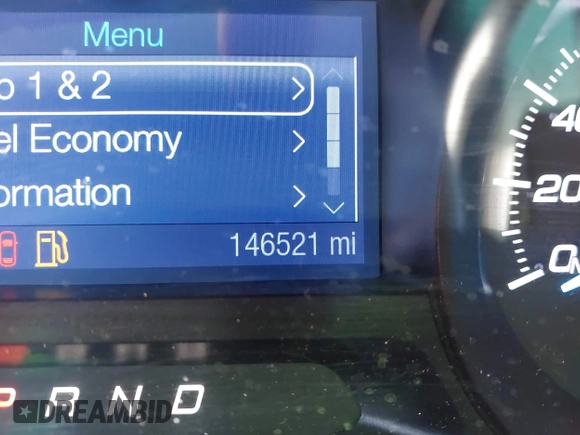 Menu
p 1 & 2
el Economy
ormation
146521 mi
40
20
0
P R N D
DREAMBID